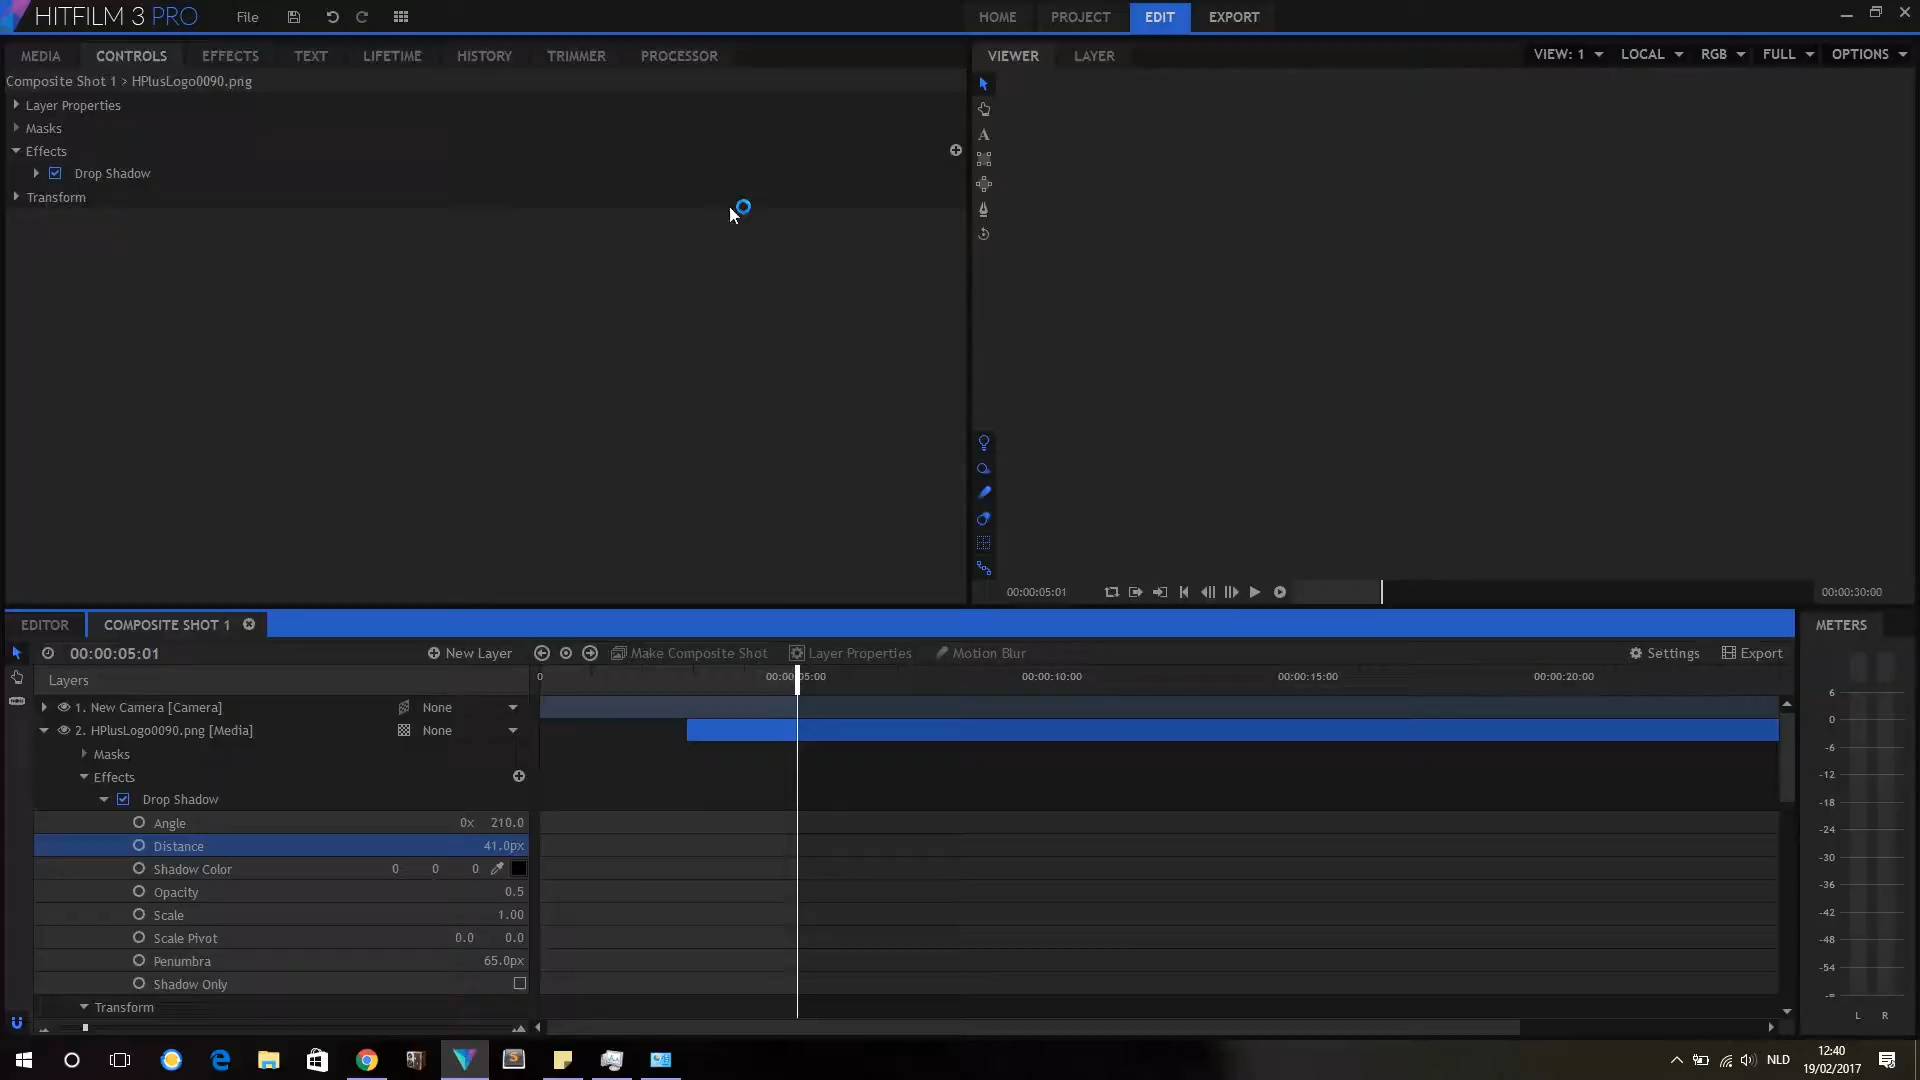 HITFILM 3 PRO File HOME PROJECT EDIT EXPORT
MEDIA CONTROLS EFFECTS TEXT LIFETIME HISTORY TRIMMER PROCESSOR
Composite Shot 1 > HPlusLogo0090.png
Layer Properties
Masks
Effects
Drop Shadow
Transform
VIEWER LAYER VIEW: 1 LOCAL RGB FULL OPTIONS
A
00:00:05:01 00:00:30:00
EDITOR COMPOSITE SHOT 1
00:00:05:01 New Layer Make Composite Shot Layer Properties Motion Blur Settings Export
Layers 0 00:00:05:00 00:00:10:00 00:00:15:00 00:00:20:00
1. New Camera [Camera] None
2. HPlusLogo0090.png [Media] None
Masks
Effects
Drop Shadow
Angle 0x 210.0
Distance 41.0px
Shadow Color 0 0 0
Opacity 0.5
Scale 1.00
Scale Pivot 0.0 0.0
Penumbra 65.0px
Shadow Only
Transform
METERS
6
0
-6
-12
-18
-24
-30
-36
-42
-48
-54
-∞
L R
NLD 12:40
19/02/2017